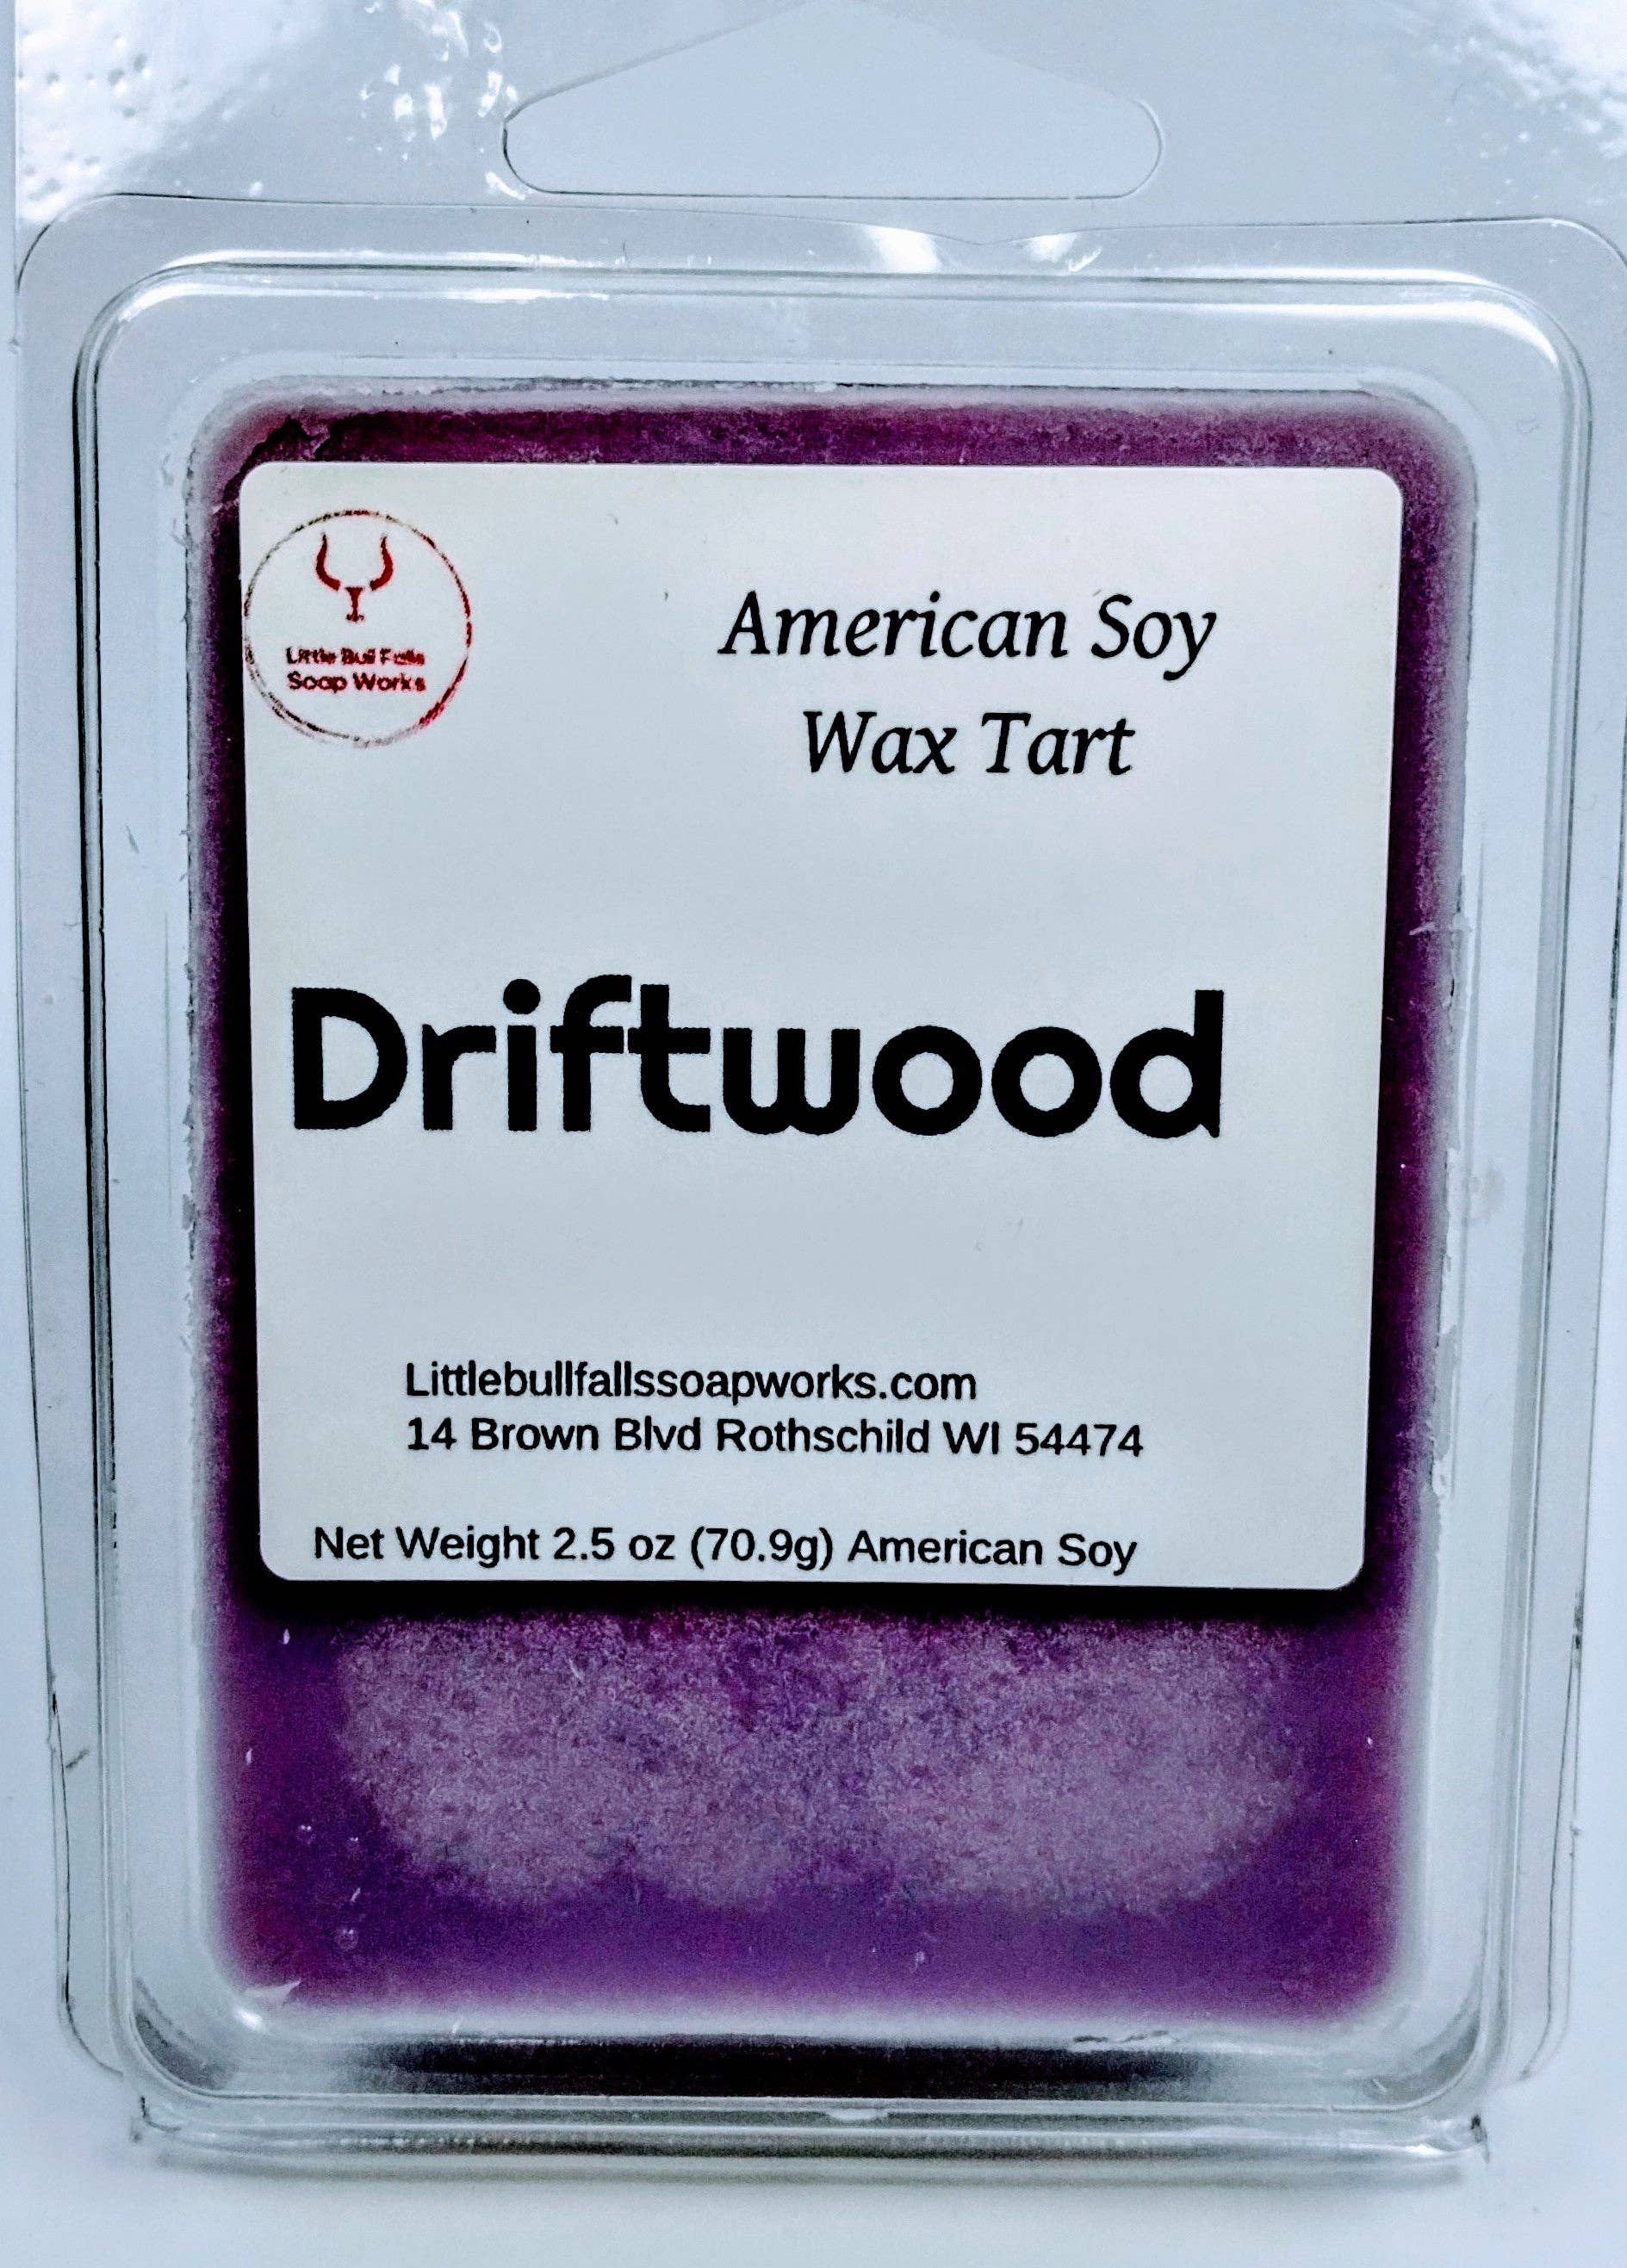 Little Bull Falls
Soap Works
American Soy
Wax Tart
Driftwood
Littlebullfallssoapworks.com
14 Brown Blvd Rothschild WI 54474
Net Weight 2.5 oz (70.9g) American Soy